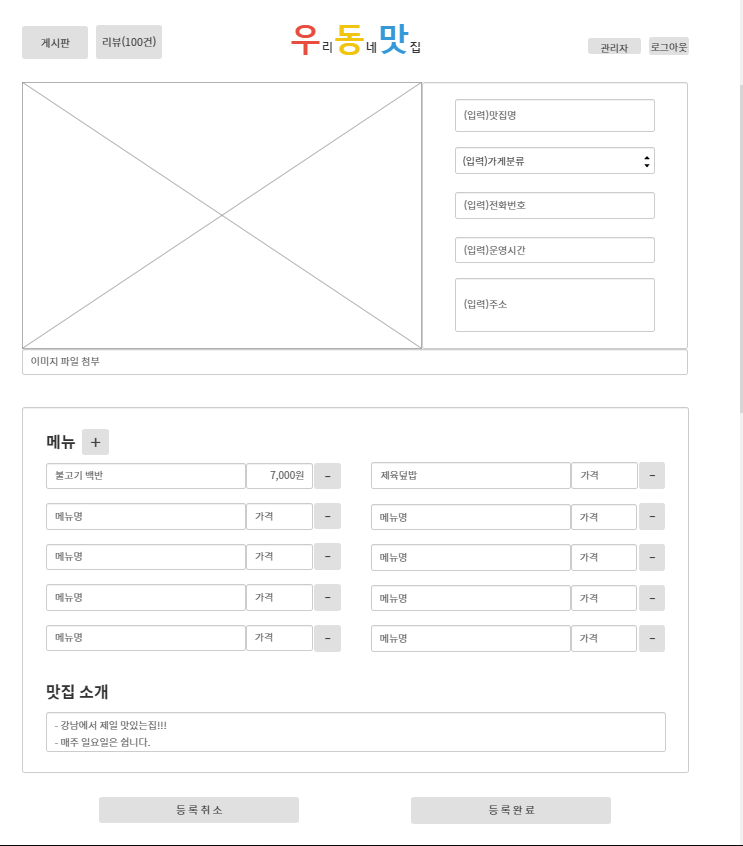 게시판
리뷰(100건)
우리동네맛집
관리자
로그아웃
(입력)맛집명
(입력)가게분류
(입력)전화번호
(입력)운영시간
(입력)주소
이미지 파일 첨부
메뉴 +
불고기 백반 7,000원 - 제육덮밥 가격 -
메뉴명 가격 - 메뉴명 가격 -
메뉴명 가격 - 메뉴명 가격 -
메뉴명 가격 - 메뉴명 가격 -
메뉴명 가격 - 메뉴명 가격 -
맛집 소개
- 강남에서 제일 맛있는집!!!
- 매주 일요일은 쉽니다.
등록취소
등록완료